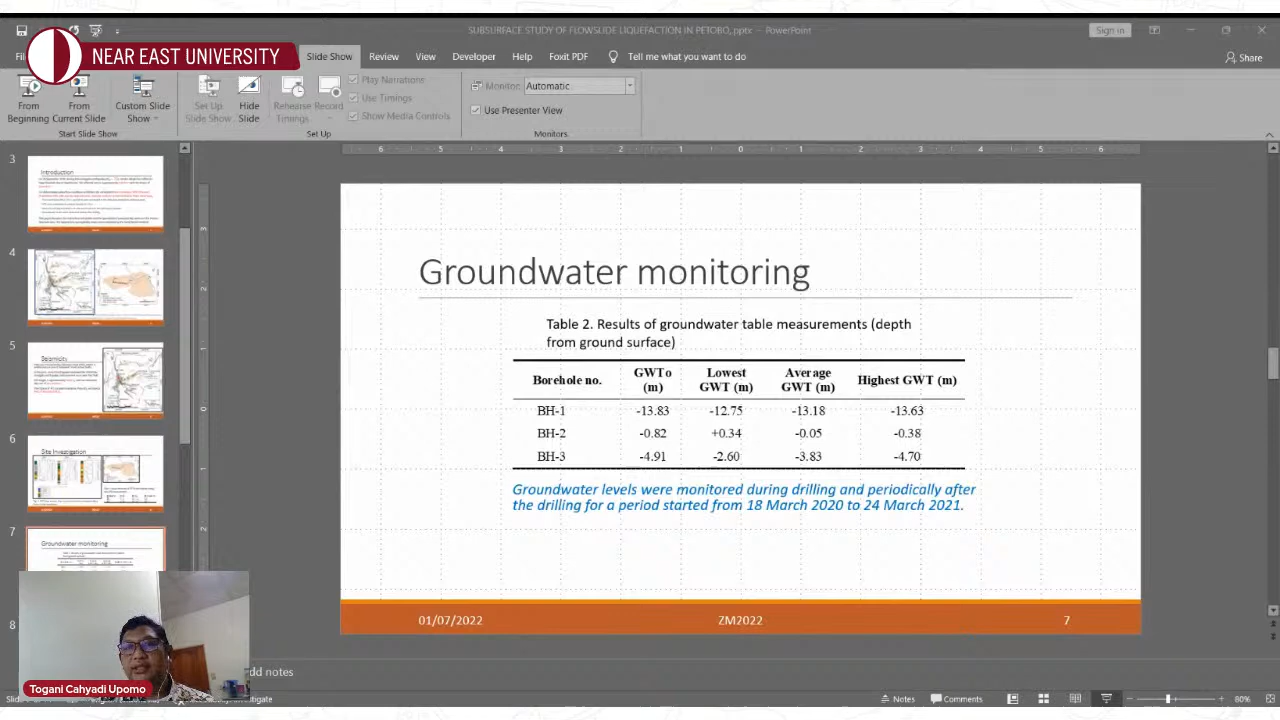 SUBSURFACE STUDY OF FLOWSLIDE LIQUEFACTION IN PETOBO,.pptx - PowerPoint
Sign in
NEAR EAST UNIVERSITY
Slide Show
Review
View
Developer
Help
Foxit PDF
Tell me what you want to do
Share
From Beginning
From Current Slide
Custom Slide Show
Set Up Slide Show
Hide Slide
Rehearse Timings
Record
Play Narrations
Use Timings
Show Media Controls
Monitor:
Automatic
Use Presenter View
Start Slide Show
Set Up
Monitors
3
Introduction
4
5
Seismicity
6
Site Investigation
7
Groundwater monitoring
8
Groundwater monitoring
Table 2. Results of groundwater table measurements (depth
from ground surface)
Borehole no. GWTo (m) Lowest GWT (m) Average GWT (m) Highest GWT (m)
BH-1 -13.83 -12.75 -13.18 -13.63
BH-2 -0.82 +0.34 -0.05 -0.38
BH-3 -4.91 -2.60 -3.83 -4.70
Groundwater levels were monitored during drilling and periodically after
the drilling for a period started from 18 March 2020 to 24 March 2021.
01/07/2022 ZM2022 7
dd notes
Togani Cahyadi Upomo
Notes
Comments
80%